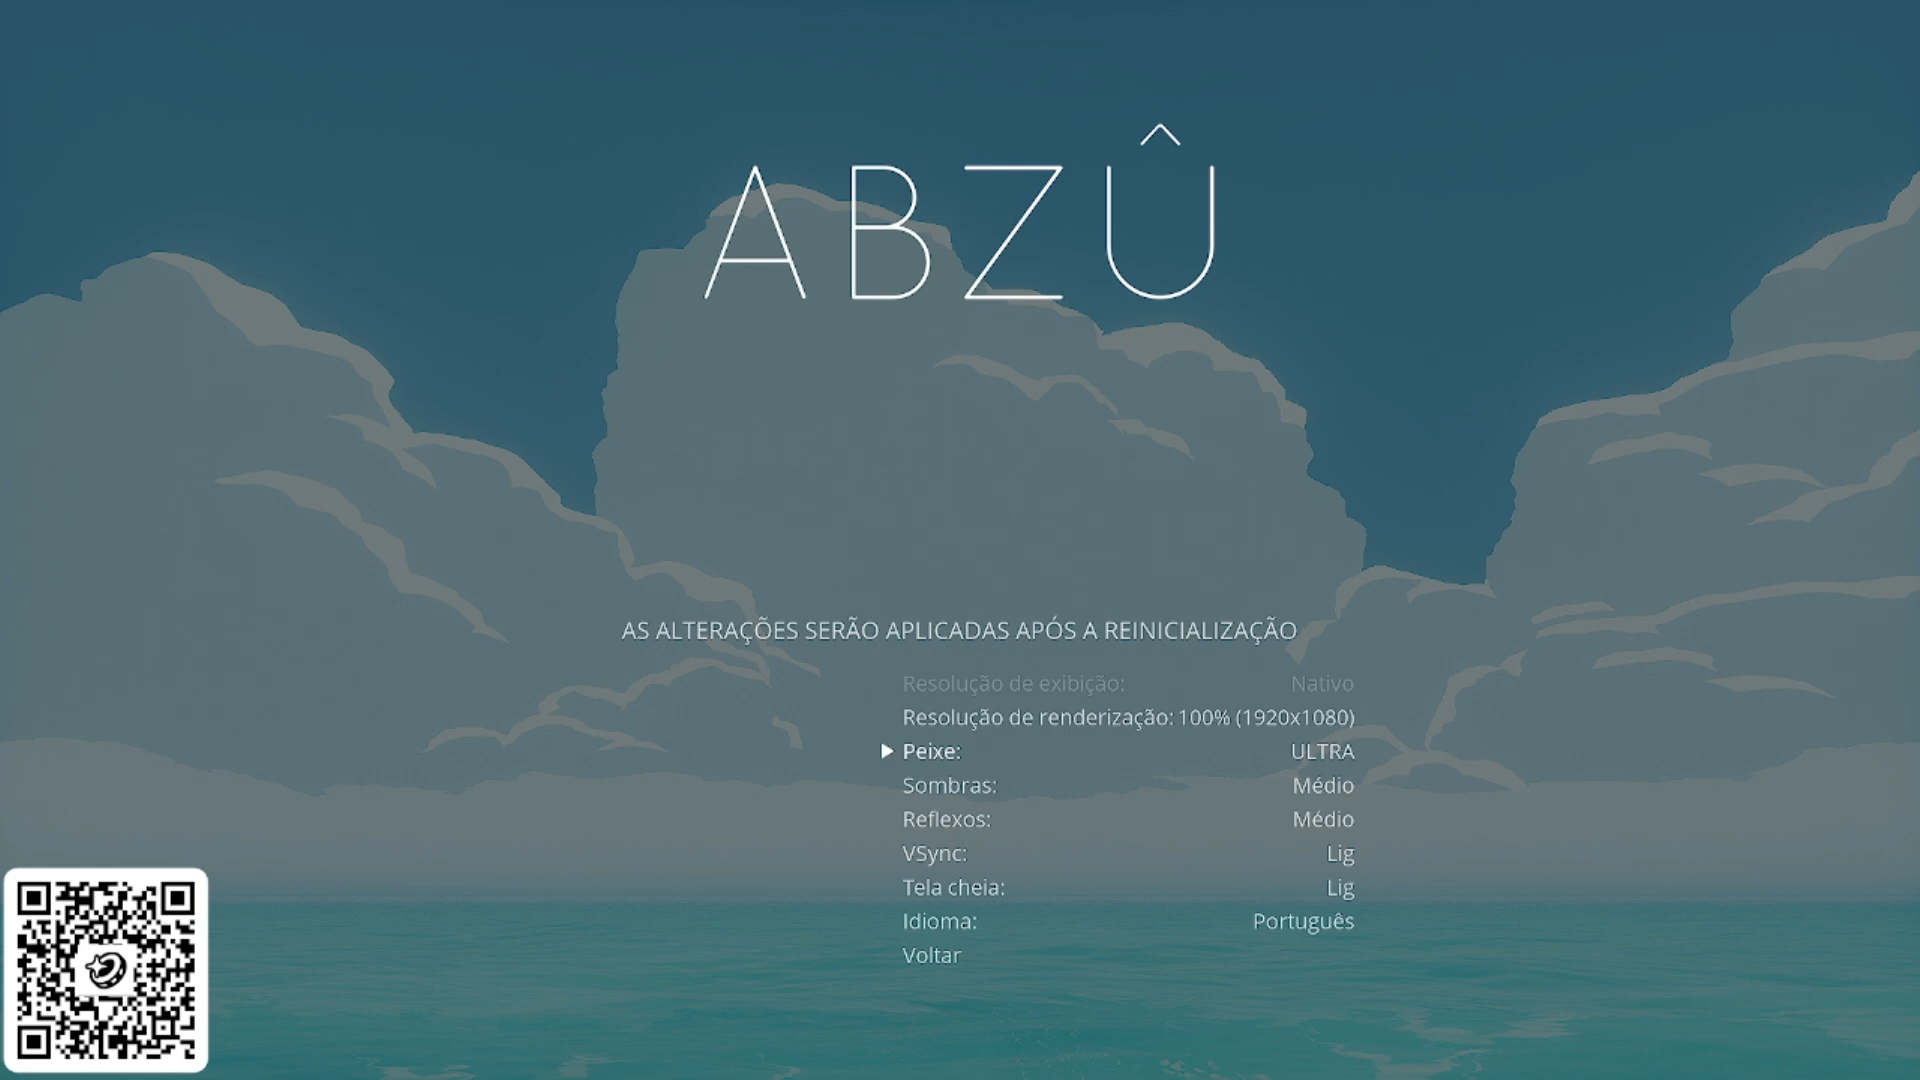 ABZÛ
AS ALTERAÇÕES SERÃO APLICADAS APÓS A REINICIALIZAÇÃO
Resolução de exibição: Nativo
Resolução de renderização: 100% (1920x1080)
Peixe: ULTRA
Sombras: Médio
Reflexos: Médio
VSync: Lig
Tela cheia: Lig
Idioma: Português
Voltar